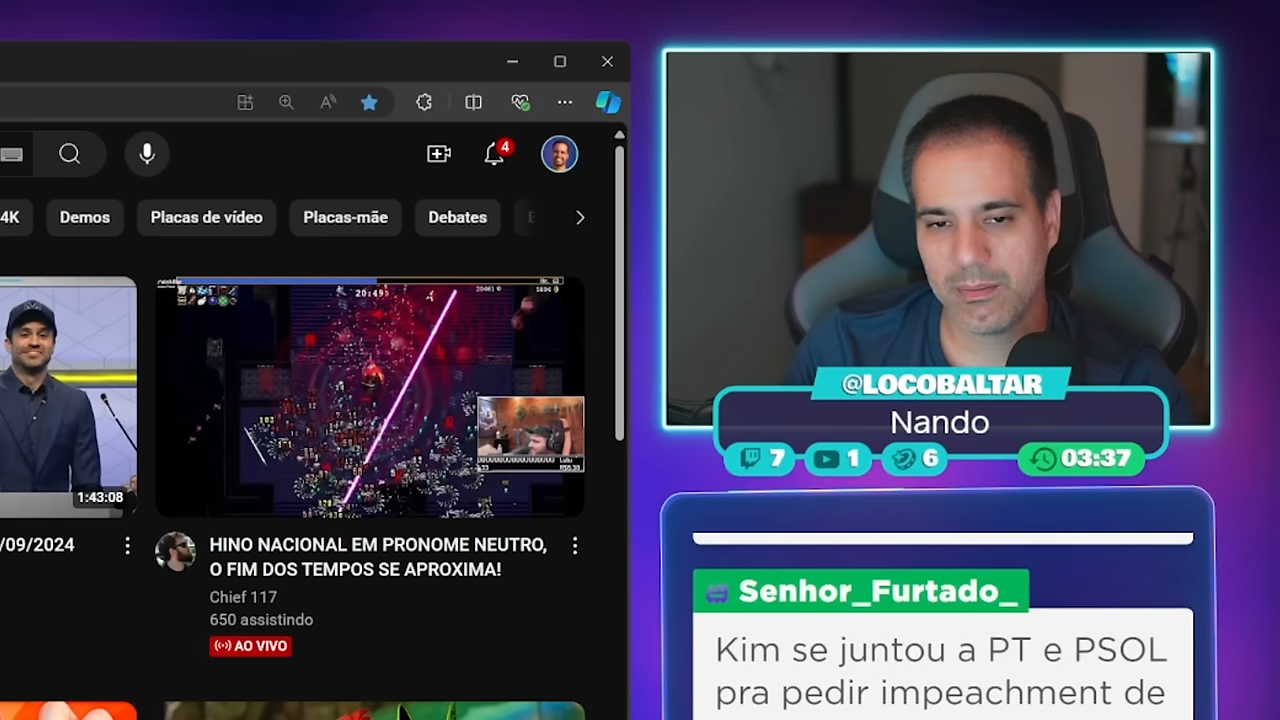 4
4K
Demos
Placas de vídeo
Placas-mãe
Debates
20:49
1:43:08
/09/2024
HINO NACIONAL EM PRONOME NEUTRO,
O FIM DOS TEMPOS SE APROXIMA!
Chief 117
650 assistindo
AO VIVO
@LOCOBALTAR
Nando
7
1
6
03:37
Senhor_Furtado_
Kim se juntou a PT e PSOL
pra pedir impeachment de